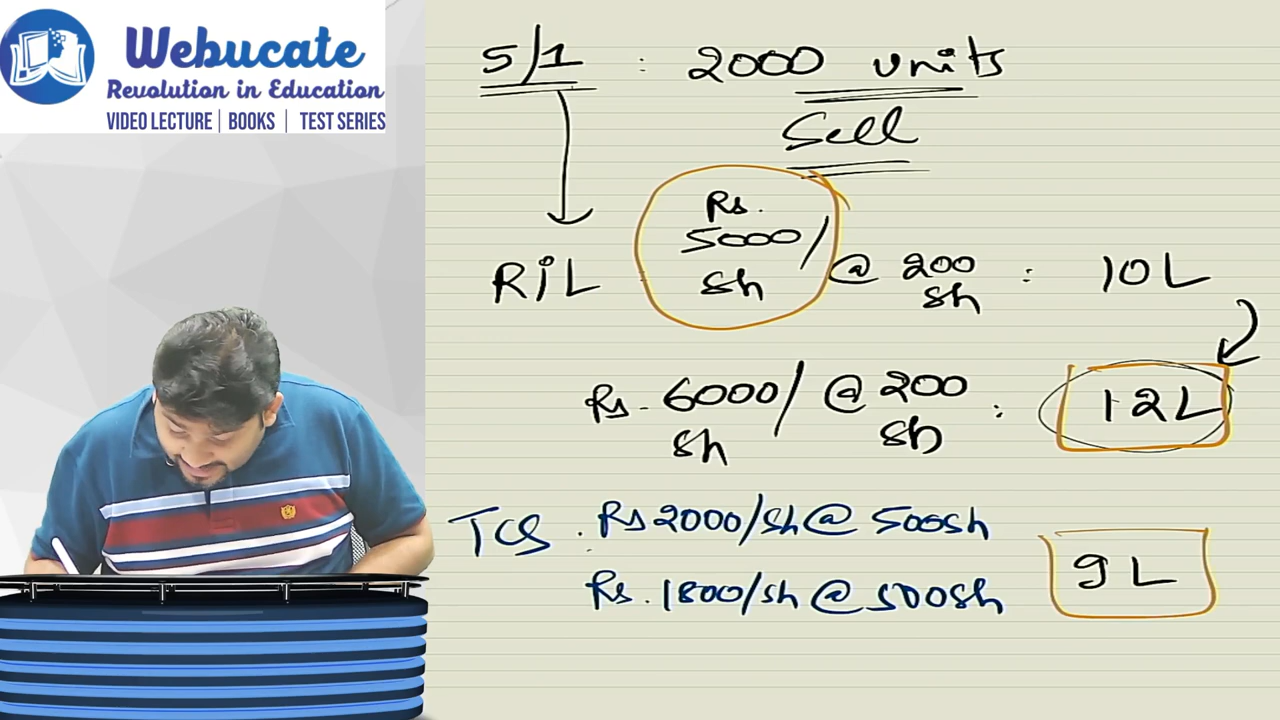 Webucate
Revolution in Education
VIDEO LECTURE | BOOKS | TEST SERIES
5/1 : 2000 units
Sell
RIL : Rs. 5000/sh @ 200 sh : 10L
Rs. 6000/sh @ 200 sh : 12L
TCS . Rs 2000/sh @ 500sh
Rs. 1800/sh @ 500sh 9L